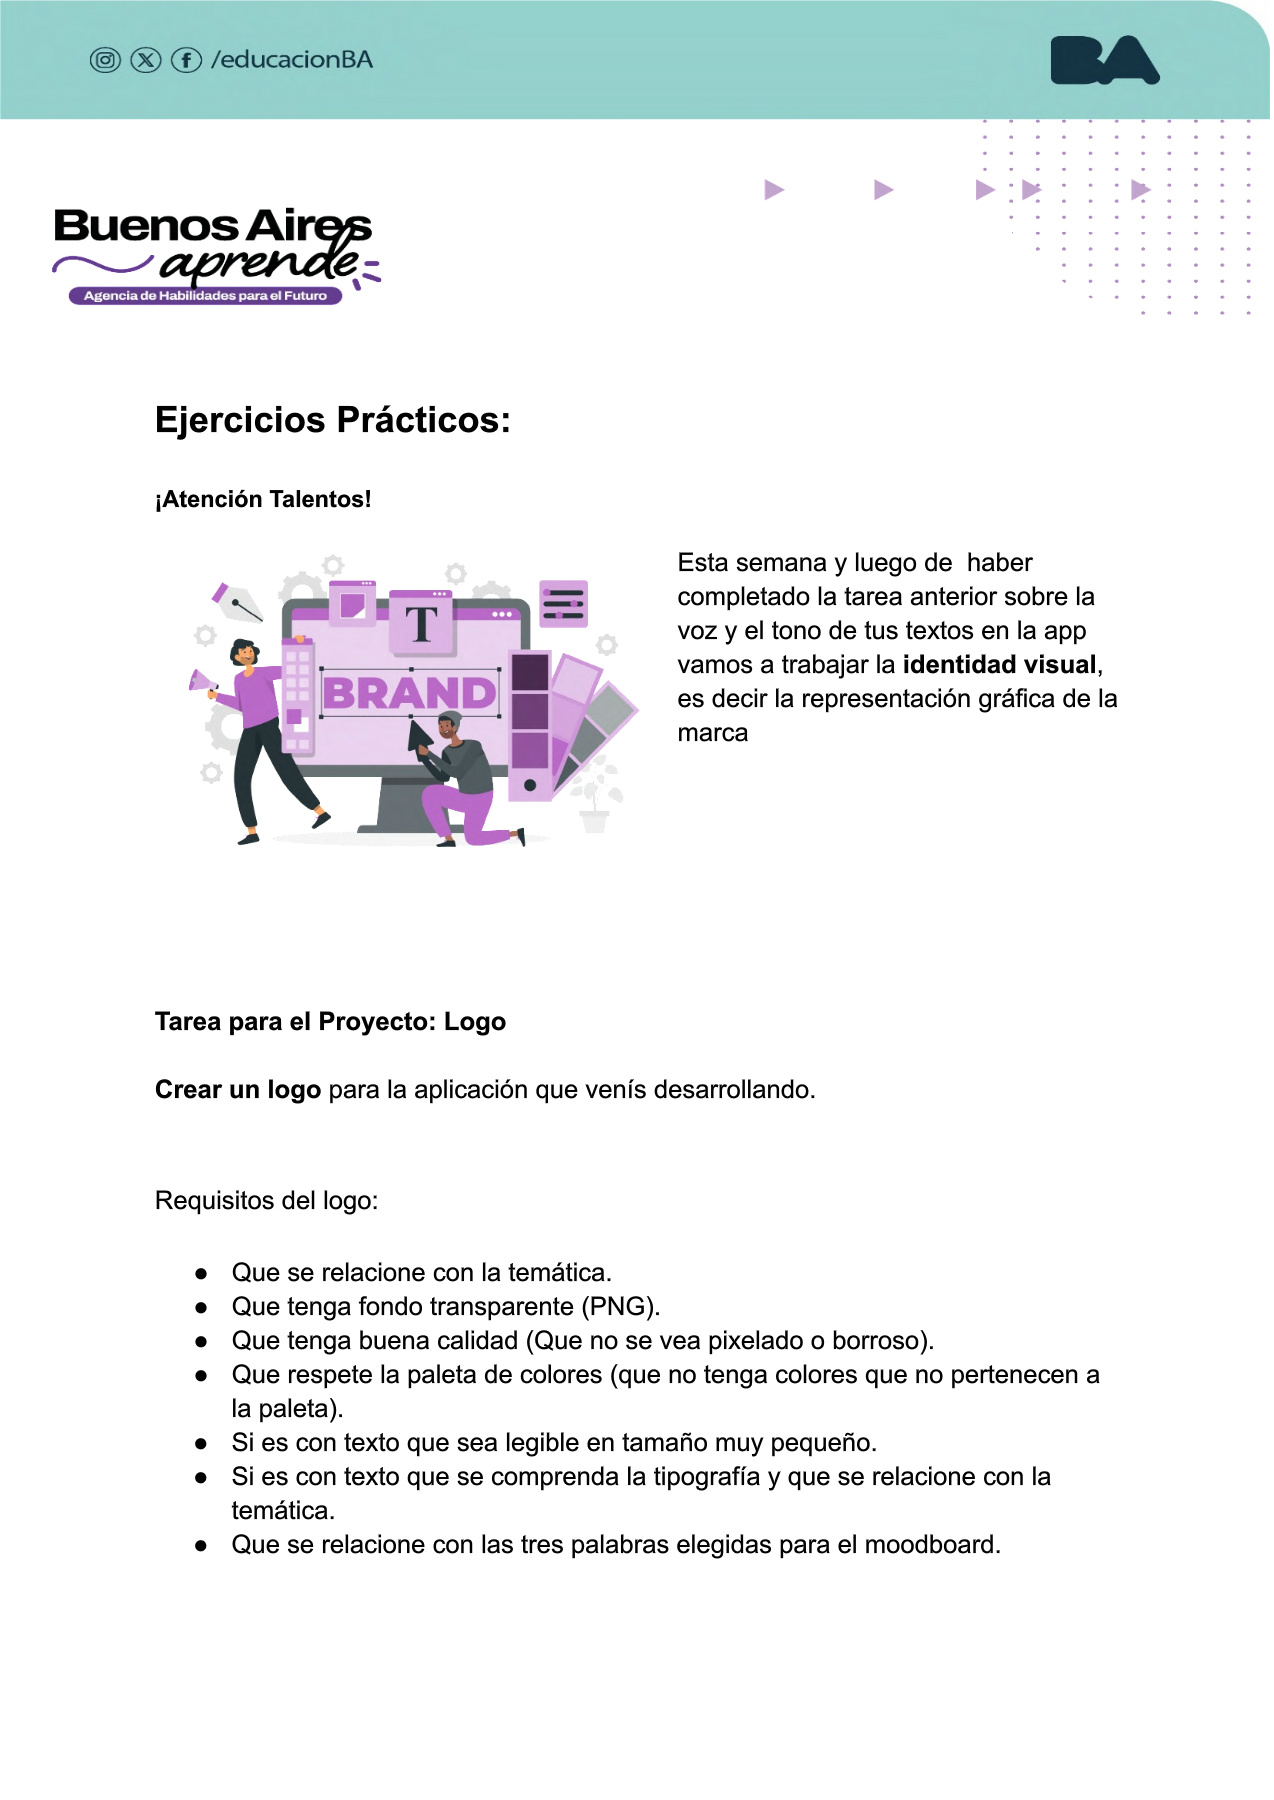 /educacionBA
BA
Buenos Aires
aprende
Agencia de Habilidades para el Futuro
Ejercicios Prácticos:
¡Atención Talentos!
T
BRAND
Esta semana y luego de  haber
completado la tarea anterior sobre la
voz y el tono de tus textos en la app
vamos a trabajar la identidad visual,
es decir la representación gráfica de la
marca
Tarea para el Proyecto: Logo
Crear un logo para la aplicación que venís desarrollando.
Requisitos del logo:
● Que se relacione con la temática.
● Que tenga fondo transparente (PNG).
● Que tenga buena calidad (Que no se vea pixelado o borroso).
● Que respete la paleta de colores (que no tenga colores que no pertenecen a
la paleta).
● Si es con texto que sea legible en tamaño muy pequeño.
● Si es con texto que se comprenda la tipografía y que se relacione con la
temática.
● Que se relacione con las tres palabras elegidas para el moodboard.